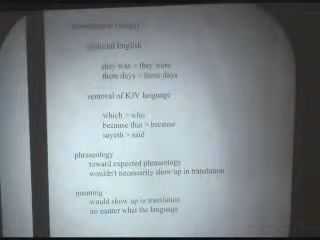 English
they was > they were
them days > those days
removal of KJV language
which > who
because that > because
sayeth > said
phraseology
toward expected phraseology
wouldn't necessarily show up in translation
meaning
would show up in translation
no matter what the language